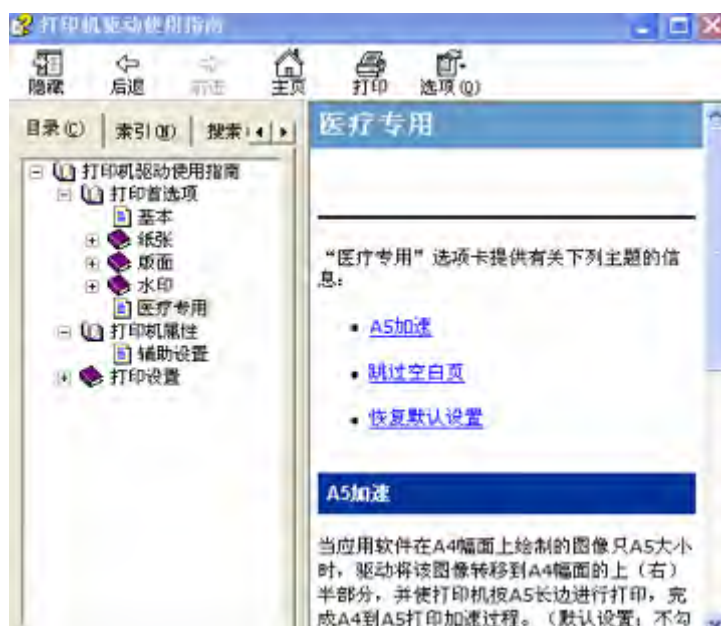 打印机驱动使用指南
隐藏 后退 前进 主页 打印 选项(O)
目录(C) 索引(N) 搜索
打印机驱动使用指南
打印首选项
基本
纸张
版面
水印
医疗专用
打印机属性
辅助设置
打印设置
医疗专用
“医疗专用”选项卡提供有关下列主题的信
息:
• A5加速
• 跳过空白页
• 恢复默认设置
A5加速
当应用软件在A4幅面上绘制的图像只A5大小
时，驱动将该图像转移到A4幅面的上（右）
半部分，并使打印机按A5长边进行打印，完
成A4到A5打印加速过程。（默认设置：不勾